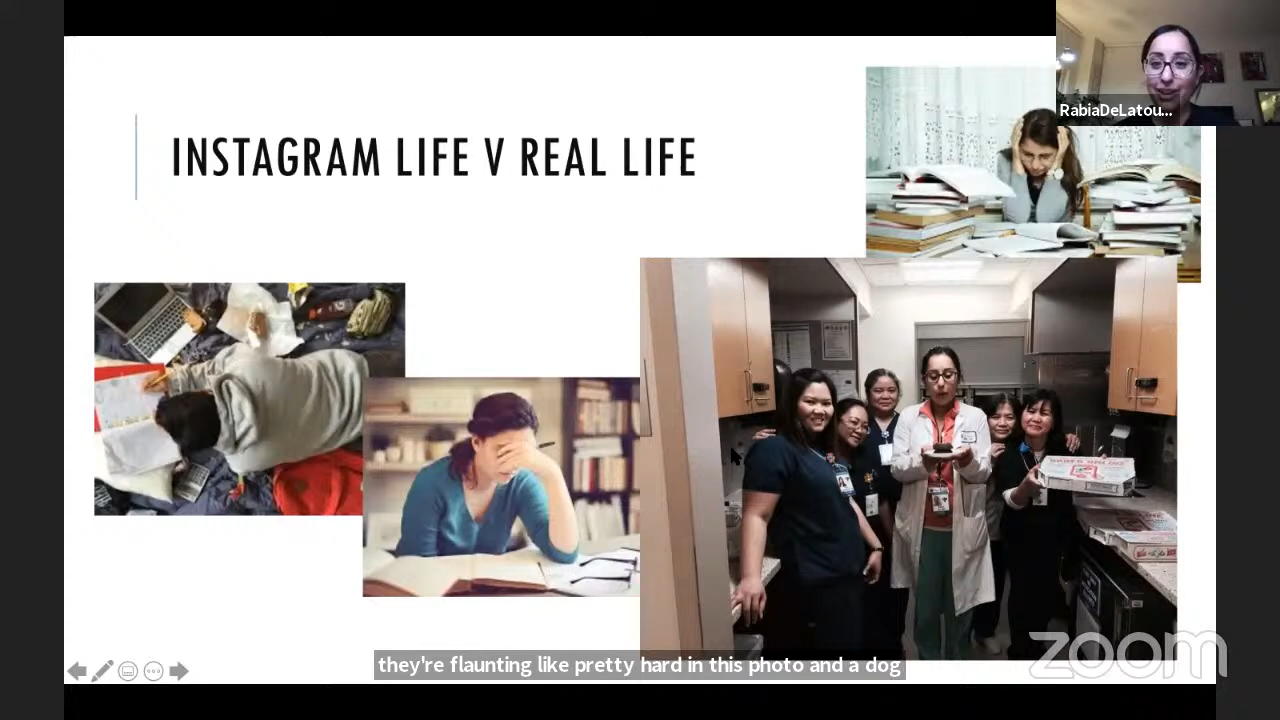 RabiaDeLatou...
INSTAGRAM LIFE V REAL LIFE
they're flaunting like pretty hard in this photo and a dog
zoom